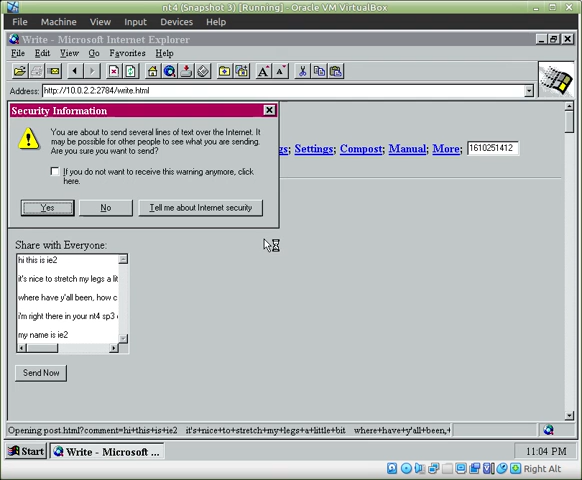 nt4 (Snapshot 3) [Running] - Oracle VM VirtualBox
File Machine View Input Devices Help
Write - Microsoft Internet Explorer
File Edit View Go Favorites Help
Address: http://10.0.2.2:2784/write.html
Security Information
You are about to send several lines of text over the Internet. It
may be possible for other people to see what you are sending.
Are you sure you want to send?
gs; Settings; Compost; Manual; More; 1610251412
If you do not want to receive this warning anymore, click
here.
Yes No Tell me about Internet security
Share with Everyone:
hi this is ie2
it's nice to stretch my legs a lit
where have y'all been, how c
i'm right there in your nt4 sp3
my name is ie2
Send Now
Opening post.html?comment=hi+this+is+ie2 it's+nice+to+stretch+my+legs+a+little+bit where+have+y'all+been,+
Start Write - Microsoft ... 11:04 PM
Right Alt